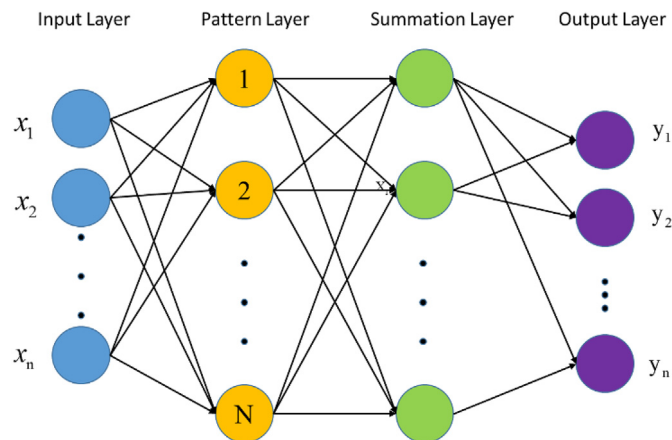 Input Layer
Pattern Layer
Summation Layer
Output Layer
x₁
x₂
xₙ
1
2
N
X
y₁
y₂
yₙ